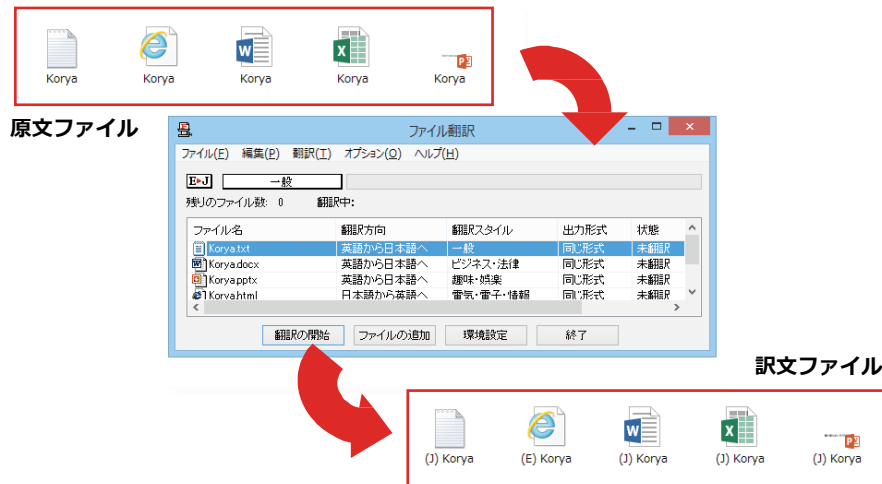 Korya Korya Korya Korya Korya
原文ファイル
ファイル翻訳
ファイル(F) 編集(P) 翻訳(T) オプション(O) ヘルプ(H)
E▶J 一般
残りのファイル数: 0 翻訳中:
ファイル名 翻訳方向 翻訳スタイル 出力形式 状態
Korya.txt 英語から日本語へ 一般 同じ形式 未翻訳
Korya.docx 英語から日本語へ ビジネス・法律 同じ形式 未翻訳
Korya.pptx 英語から日本語へ 趣味・娯楽 同じ形式 未翻訳
Korya.html 日本語から英語へ 電気・電子・情報 同じ形式 未翻訳
翻訳の開始 ファイルの追加 環境設定 終了
訳文ファイル
(J) Korya (E) Korya (J) Korya (J) Korya (J) Korya